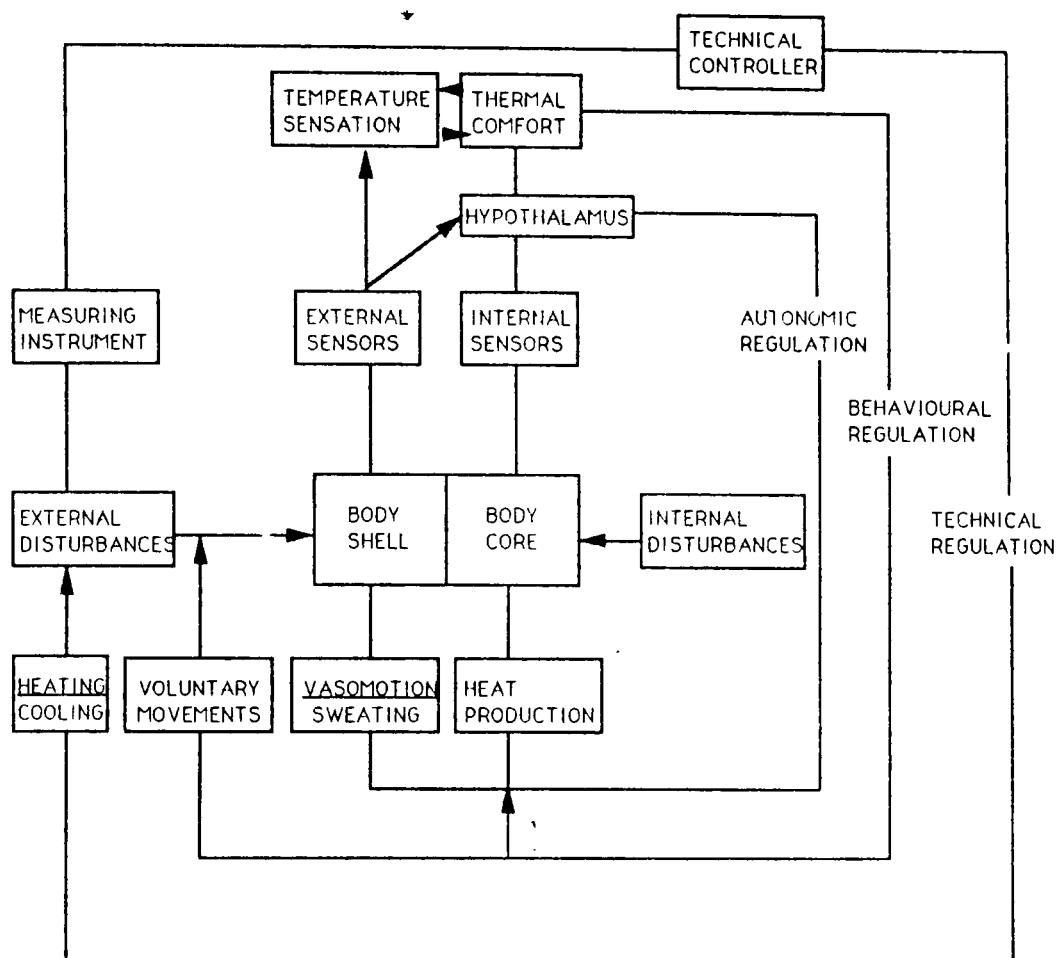 TECHNICAL
CONTROLLER
TEMPERATURE
SENSATION
THERMAL
COMFORT
HYPOTHALAMUS
MEASURING
INSTRUMENT
EXTERNAL
SENSORS
INTERNAL
SENSORS
AUTONOMIC
REGULATION
BEHAVIOURAL
REGULATION
EXTERNAL
DISTURBANCES
BODY
SHELL
BODY
CORE
INTERNAL
DISTURBANCES
TECHNICAL
REGULATION
HEATING
COOLING
VOLUNTARY
MOVEMENTS
VASOMOTION
SWEATING
HEAT
PRODUCTION